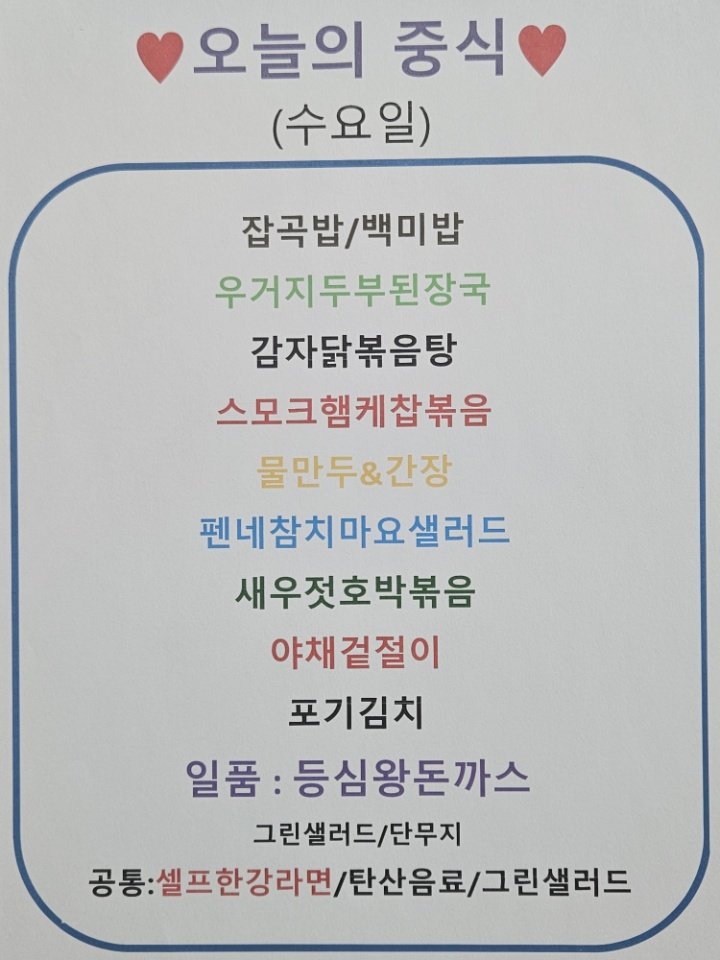 ♥오늘의 중식♥
(수요일)
잡곡밥/백미밥
우거지두부된장국
감자닭볶음탕
스모크햄케찹볶음
물만두&간장
펜네참치마요샐러드
새우젓호박볶음
야채겉절이
포기김치
일품 : 등심왕돈까스
그린샐러드/단무지
공통:셀프한강라면/탄산음료/그린샐러드